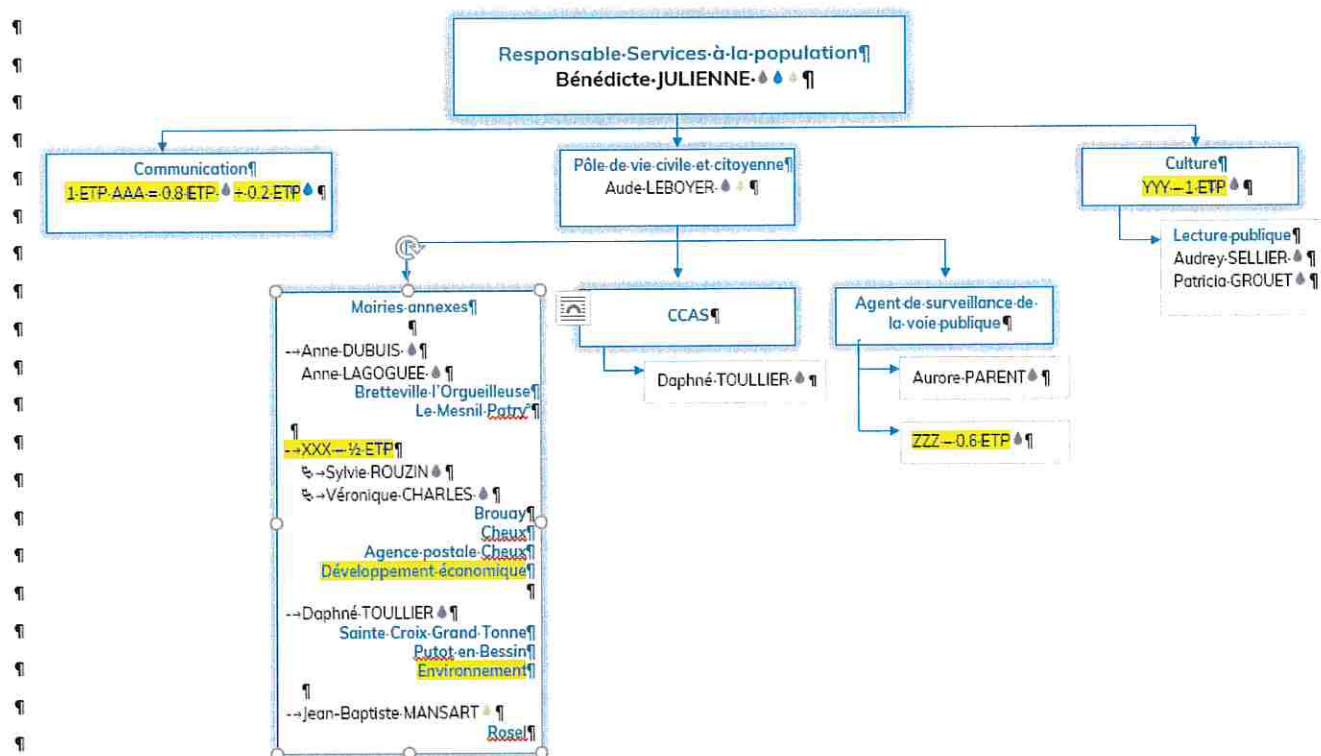 Responsable Services à la population
Bénédicte JULIENNE
Communication
1 ETP AAA = 0.8 ETP + 0.2 ETP
Pôle de vie civile et citoyenne
Aude LEBOYER
Culture
YYY – 1 ETP
Lecture publique
Audrey SELLIER
Patricia GROUET
Mairies annexes
Anne DUBUIS
Anne LAGOGUEE
Bretteville l'Orgueilleuse
Le Mesnil Patry
XXX – ½ ETP
Sylvie ROUZIN
Véronique CHARLES
Brouay
Cheux
Agence postale Cheux
Développement économique
Daphné TOULLIER
Sainte Croix Grand Tonne
Putot en Bessin
Environnement
Jean-Baptiste MANSART
Rosel
CCAS
Daphné TOULLIER
Agent de surveillance de
la voie publique
Aurore PARENT
ZZZ – 0.6 ETP